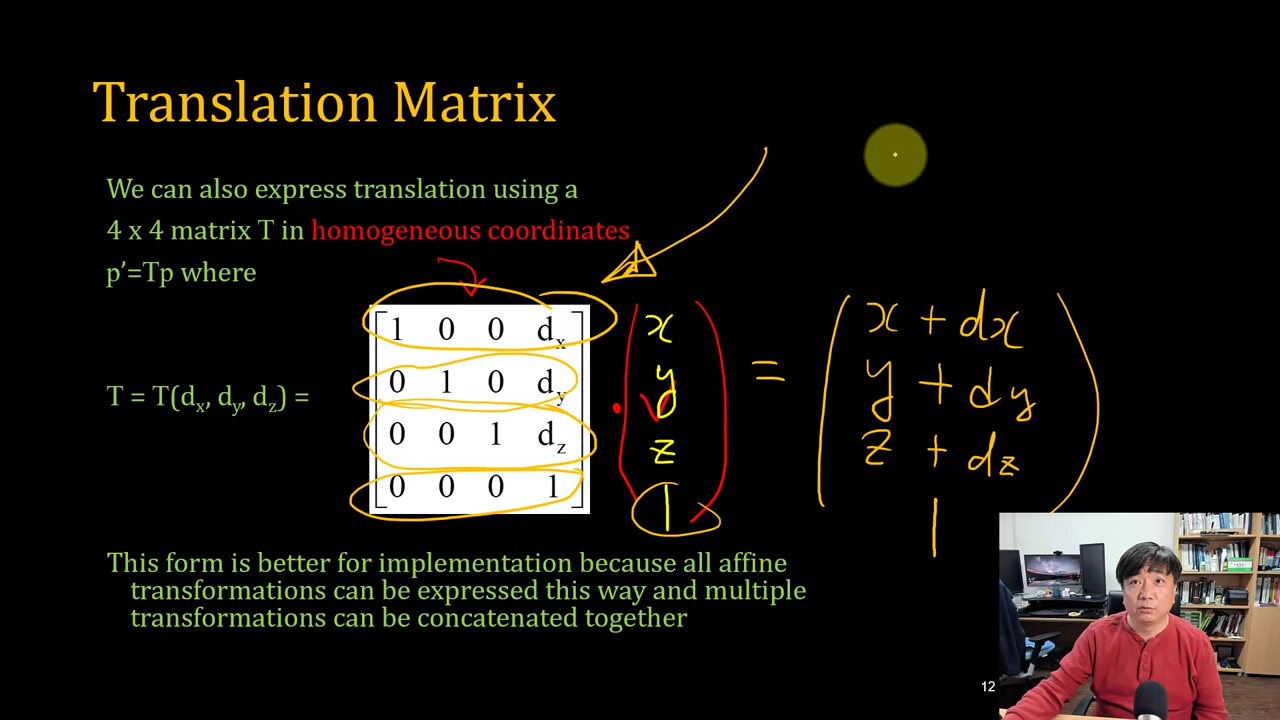 Translation Matrix
We can also express translation using a
4 x 4 matrix T in homogeneous coordinates
p’=Tp where
1 0 0 dx
0 1 0 dy
T = T(dx, dy, dz) =
0 0 1 dz
0 0 0 1
x
y
z
1
=
x + dx
y + dy
z + dz
1
This form is better for implementation because all affine
transformations can be expressed this way and multiple
transformations can be concatenated together
12